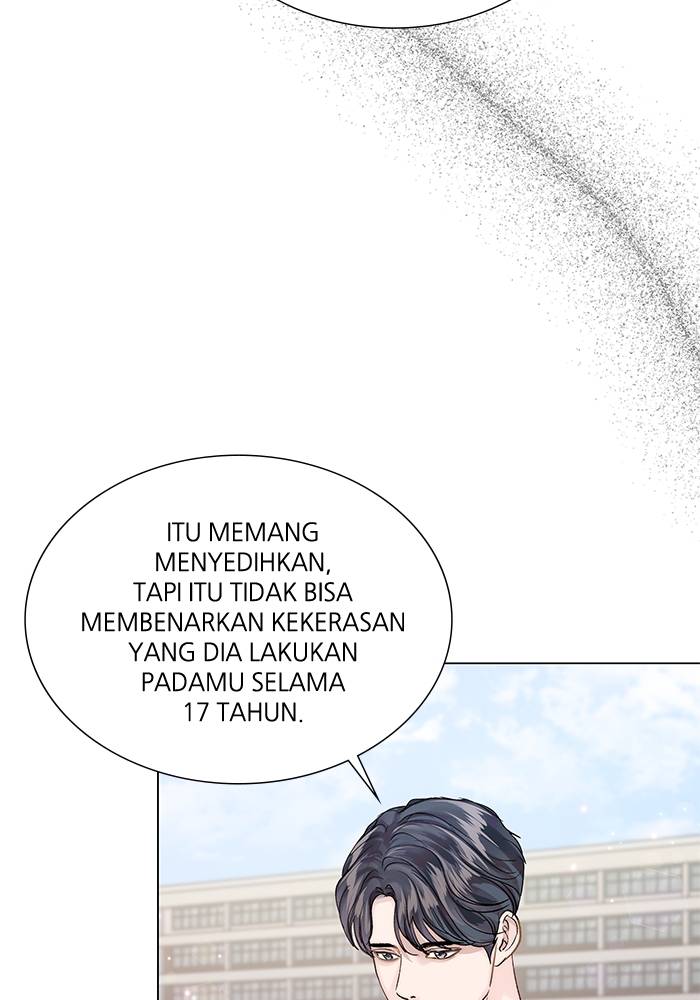 ITU MEMANG
MENYEDIHKAN,
TAPI ITU TIDAK BISA
MEMBENARKAN KEKERASAN
YANG DIA LAKUKAN
PADAMU SELAMA
17 TAHUN.